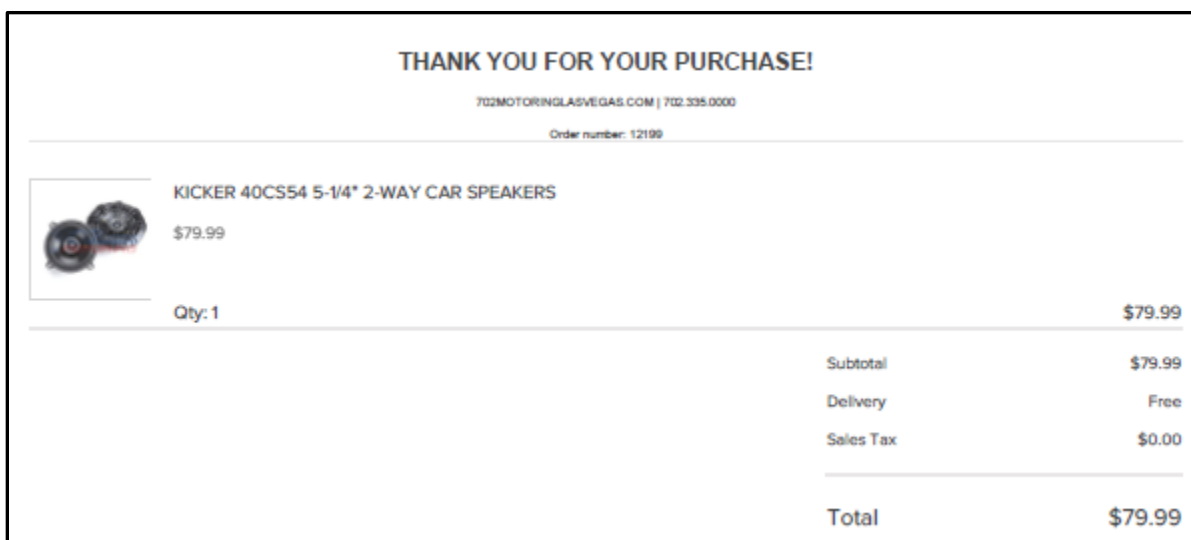 THANK YOU FOR YOUR PURCHASE!
702MOTORINGLASVEGAS.COM | 702.335.0000
Order number: 12199
KICKER 40CS54 5-1/4" 2-WAY CAR SPEAKERS
$79.99
Qty: 1 $79.99
Subtotal $79.99
Delivery Free
Sales Tax $0.00
Total $79.99